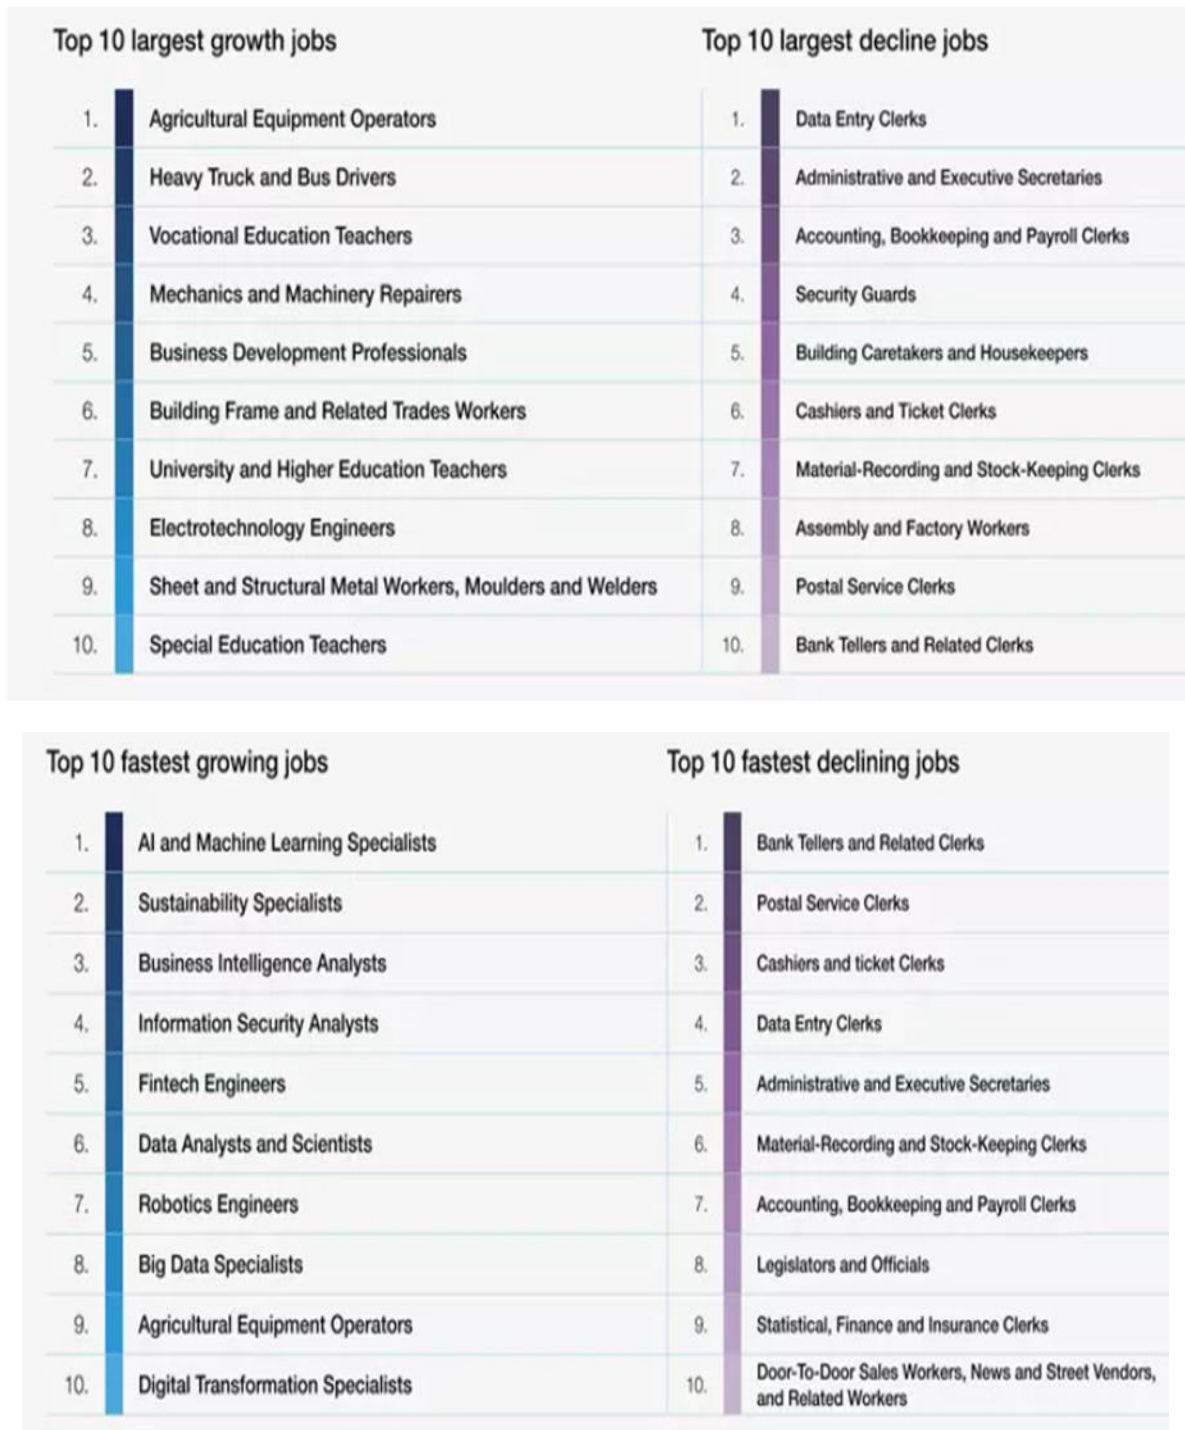 Top 10 largest growth jobs
1. Agricultural Equipment Operators
2. Heavy Truck and Bus Drivers
3. Vocational Education Teachers
4. Mechanics and Machinery Repairers
5. Business Development Professionals
6. Building Frame and Related Trades Workers
7. University and Higher Education Teachers
8. Electrotechnology Engineers
9. Sheet and Structural Metal Workers, Moulders and Welders
10. Special Education Teachers
Top 10 largest decline jobs
1. Data Entry Clerks
2. Administrative and Executive Secretaries
3. Accounting, Bookkeeping and Payroll Clerks
4. Security Guards
5. Building Caretakers and Housekeepers
6. Cashiers and Ticket Clerks
7. Material-Recording and Stock-Keeping Clerks
8. Assembly and Factory Workers
9. Postal Service Clerks
10. Bank Tellers and Related Clerks
Top 10 fastest growing jobs
1. AI and Machine Learning Specialists
2. Sustainability Specialists
3. Business Intelligence Analysts
4. Information Security Analysts
5. Fintech Engineers
6. Data Analysts and Scientists
7. Robotics Engineers
8. Big Data Specialists
9. Agricultural Equipment Operators
10. Digital Transformation Specialists
Top 10 fastest declining jobs
1. Bank Tellers and Related Clerks
2. Postal Service Clerks
3. Cashiers and ticket Clerks
4. Data Entry Clerks
5. Administrative and Executive Secretaries
6. Material-Recording and Stock-Keeping Clerks
7. Accounting, Bookkeeping and Payroll Clerks
8. Legislators and Officials
9. Statistical, Finance and Insurance Clerks
10. Door-To-Door Sales Workers, News and Street Vendors,
and Related Workers